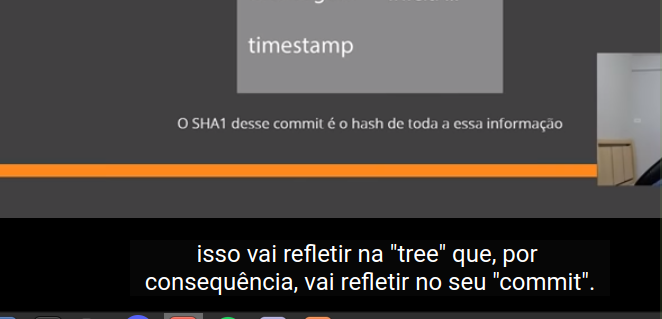 timestamp
O SHA1 desse commit é o hash de toda a essa informação
isso vai refletir na "tree" que, por
consequência, vai refletir no seu "commit".